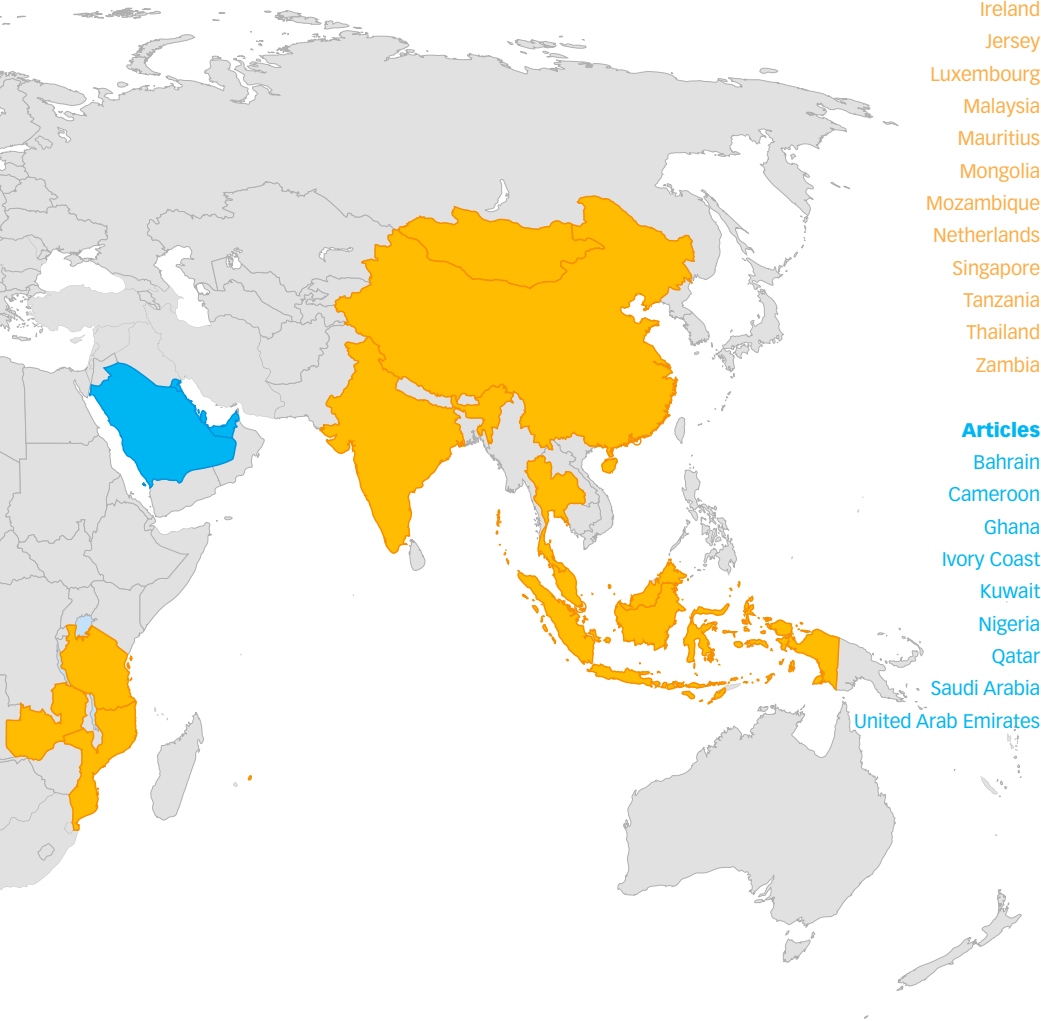 Ireland
Jersey
Luxembourg
Malaysia
Mauritius
Mongolia
Mozambique
Netherlands
Singapore
Tanzania
Thailand
Zambia
Articles
Bahrain
Cameroon
Ghana
Ivory Coast
Kuwait
Nigeria
Qatar
Saudi Arabia
United Arab Emirates